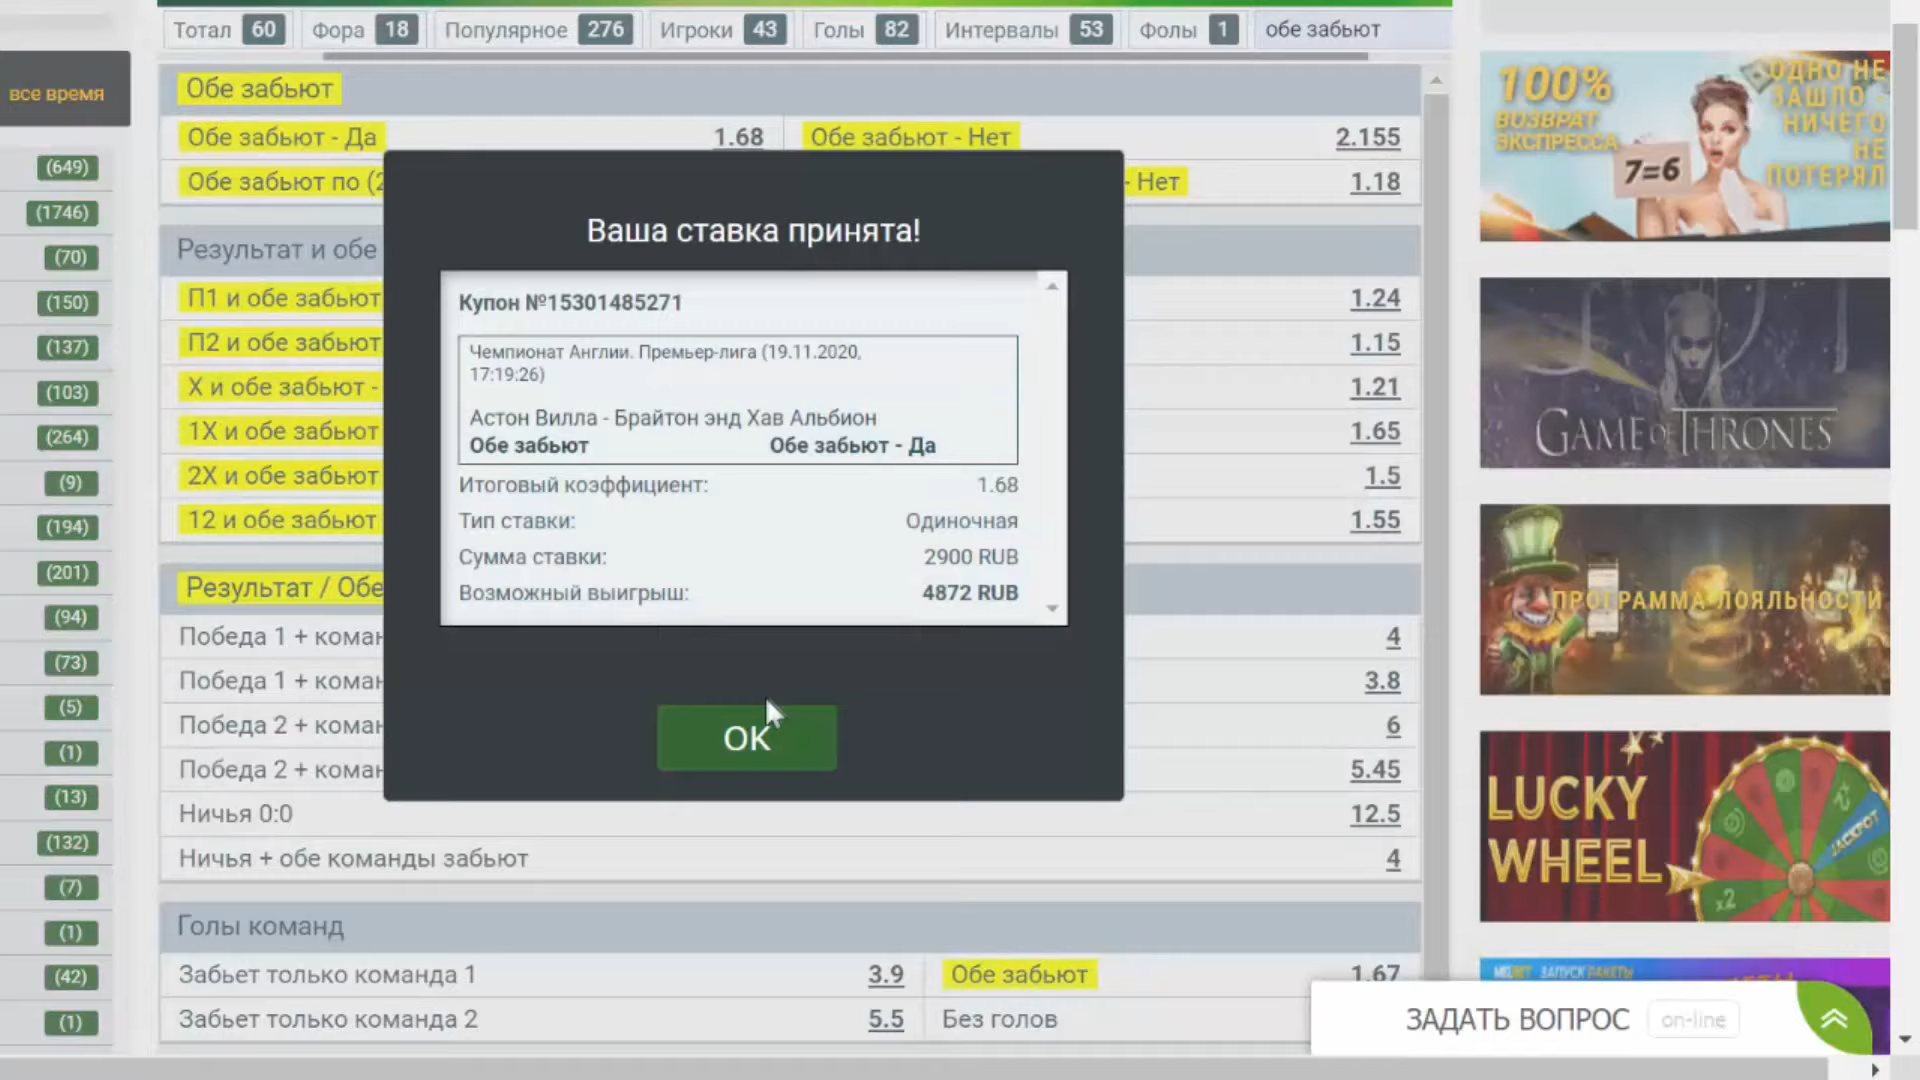 Тотал 60 Фора 18 Популярное 276 Игроки 43 Голы 82 Интервалы 53 Фолы 1 обе забьют
все время
(649)
(1746)
(70)
(150)
(137)
(103)
(264)
(9)
(194)
(201)
(94)
(73)
(5)
(1)
(13)
(132)
(7)
(1)
(42)
(1)
Обе забьют
Обе забьют - Да 1.68 Обе забьют - Нет 2.155
Обе забьют по (2 - Нет 1.18
Результат и обе
П1 и обе забьют 1.24
П2 и обе забьют 1.15
Х и обе забьют - 1.21
1Х и обе забьют 1.65
2Х и обе забьют 1.5
12 и обе забьют 1.55
Результат / Обе
Победа 1 + коман 4
Победа 1 + коман 3.8
Победа 2 + коман 6
Победа 2 + коман 5.45
Ничья 0:0 12.5
Ничья + обе команды забьют 4
Голы команд
Забьет только команда 1 3.9 Обе забьют 1.67
Забьет только команда 2 5.5 Без голов
Ваша ставка принята!
Купон №15301485271
Чемпионат Англии. Премьер-лига (19.11.2020,
17:19:26)
Астон Вилла - Брайтон энд Хав Альбион
Обе забьют Обе забьют - Да
Итоговый коэффициент: 1.68
Тип ставки: Одиночная
Сумма ставки: 2900 RUB
Возможный выигрыш: 4872 RUB
OK
100%
ВОЗВРАТ
ЭКСПРЕССА
7=6
ОДНО НЕ
ЗАШЛО -
НИЧЕГО
НЕ
ПОТЕРЯЛ
GAME OF THRONES
ПРОГРАММА ЛОЯЛЬНОСТИ
LUCKY
WHEEL
JACKPOT
x2
ЗАПУСК РАКЕТЫ
ЗАДАТЬ ВОПРОС on-line